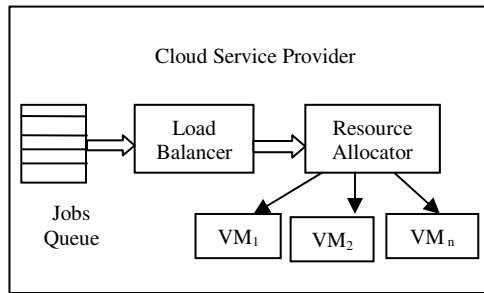 Cloud Service Provider
Load
Balancer
Resource
Allocator
Jobs
Queue
VM₁
VM₂
VM ₙ